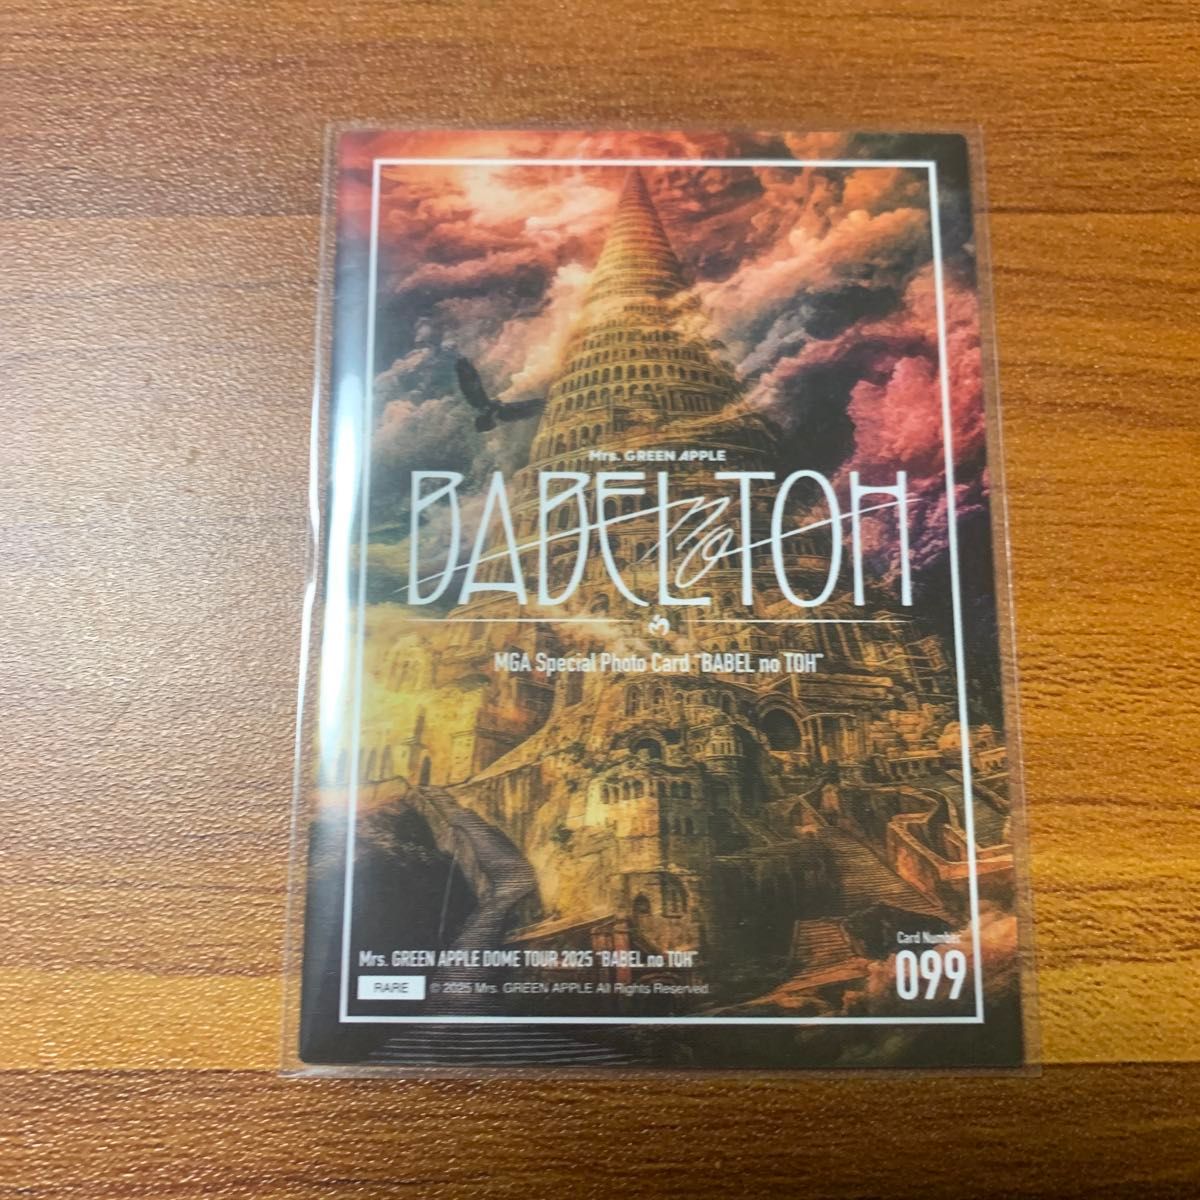 Mrs. GREEN APPLE
BABEL no TOH
MGA Special Photo Card "BABEL no TOH"
Card Number
099
Mrs. GREEN APPLE DOME TOUR 2025 "BABEL no TOH"
RARE © 2025 Mrs. GREEN APPLE All Rights Reserved.